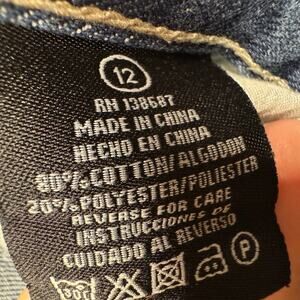 12
RN 138687
MADE IN CHINA
HECHO EN CHINA
80%COTTON/ALGODON
20%POLYESTER/POLIESTER
REVERSE FOR CARE
INSTRUCCIONES DE
CUIDADO AL REVERSO
30C
P